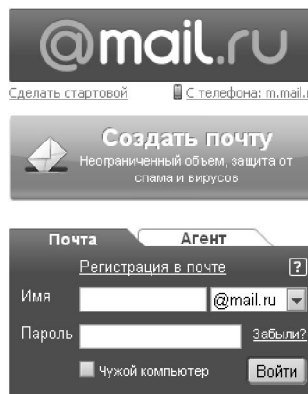 @mail.ru
Сделать стартовой С телефона: m.mail.r
Создать почту
Неограниченный объем, защита от
спама и вирусов
Почта Агент
Регистрация в почте ?
Имя @mail.ru
Пароль Забыли?
Чужой компьютер Войти